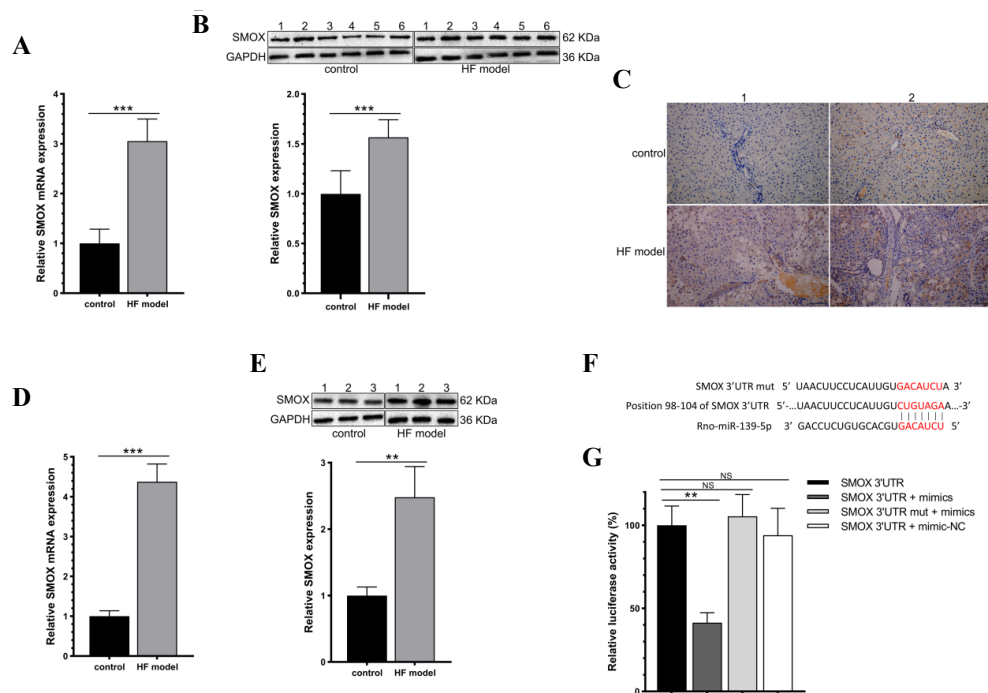 A
***
Relative SMOX mRNA expression
4
3
2
1
0
control
HF model
B
1 2 3 4 5 6 1 2 3 4 5 6
SMOX 62 KDa
GAPDH 36 KDa
control HF model
***
Relative SMOX expression
2.0
1.5
1.0
0.5
0.0
control HF model
C
1 2
control
HF model
D
***
Relative SMOX mRNA expression
5
4
3
2
1
0
control HF model
E
1 2 3 1 2 3
SMOX 62 KDa
GAPDH 36 KDa
control HF model
**
Relative SMOX expression
3
2
1
0
control HF model
F
SMOX 3'UTR mut 5' UAACUUCCUCAUUGUGACAUCUA 3'
Position 98-104 of SMOX 3'UTR 5'-...UAACUUCCUCAUUGUCUGUAGAA...-3'
Rno-miR-139-5p 3' GACCUCUGUGCACGUGACAUCU 5'
G
NS
NS
**
Relative luciferase activity (%)
100
50
0
SMOX 3'UTR
SMOX 3'UTR + mimics
SMOX 3'UTR mut + mimics
SMOX 3'UTR + mimic-NC